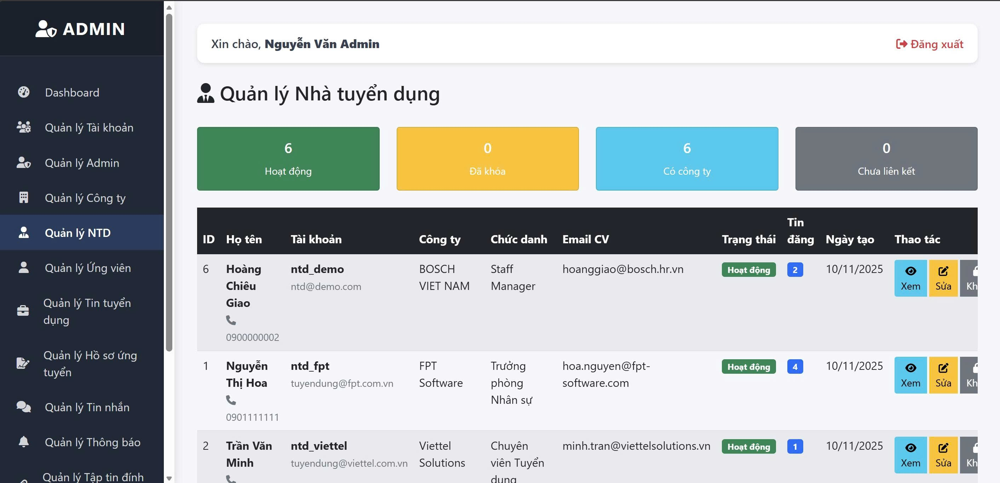 ADMIN
Dashboard
Quản lý Tài khoản
Quản lý Admin
Quản lý Công ty
Quản lý NTD
Quản lý Ứng viên
Quản lý Tin tuyển
dụng
Quản lý Hồ sơ ứng
tuyển
Quản lý Tin nhắn
Quản lý Thông báo
Quản lý Tập tin đính
Xin chào, Nguyễn Văn Admin
Đăng xuất
Quản lý Nhà tuyển dụng
6
Hoạt động
0
Đã khóa
6
Có công ty
0
Chưa liên kết
ID Họ tên Tài khoản Công ty Chức danh Email CV Trạng thái Tin đăng Ngày tạo Thao tác
6
Hoàng
Chiêu
Giao
0900000002
ntd_demo
ntd@demo.com
BOSCH
VIET NAM
Staff
Manager
hoanggiao@bosch.hr.vn
Hoạt động
2
10/11/2025
Xem
Sửa
Kh
1
Nguyễn
Thị Hoa
0901111111
ntd_fpt
tuyendung@fpt.com.vn
FPT
Software
Trưởng
phòng
Nhân sự
hoa.nguyen@fpt-
software.com
Hoạt động
4
10/11/2025
Xem
Sửa
Kh
2
Trần Văn
Minh
ntd_viettel
tuyendung@viettel.com.vn
Viettel
Solutions
Chuyên
viên Tuyển
dụng
minh.tran@viettelsolutions.vn
Hoạt động
1
10/11/2025
Xem
Sửa
Kh